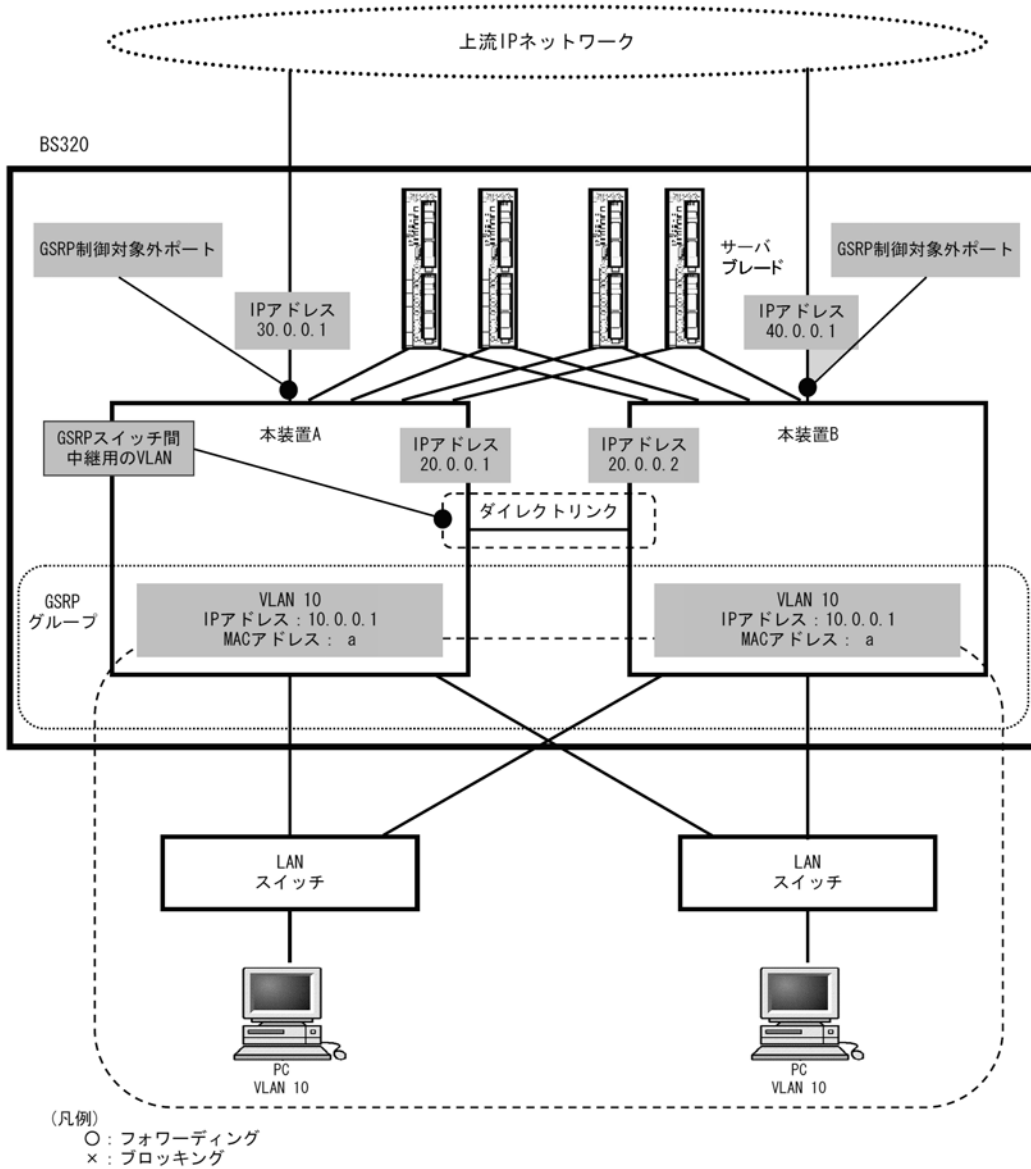 上流IPネットワーク
BS320
GSRP制御対象外ポート
IPアドレス
30.0.0.1
サーバ
ブレード
IPアドレス
40.0.0.1
GSRP制御対象外ポート
GSRPスイッチ間
中継用のVLAN
本装置A
IPアドレス
20.0.0.1
IPアドレス
20.0.0.2
本装置B
ダイレクトリンク
GSRP
グループ
VLAN 10
IPアドレス：10.0.0.1
MACアドレス： a
VLAN 10
IPアドレス：10.0.0.1
MACアドレス： a
LAN
スイッチ
LAN
スイッチ
PC
VLAN 10
PC
VLAN 10
(凡例)
○：フォワーディング
×：ブロッキング